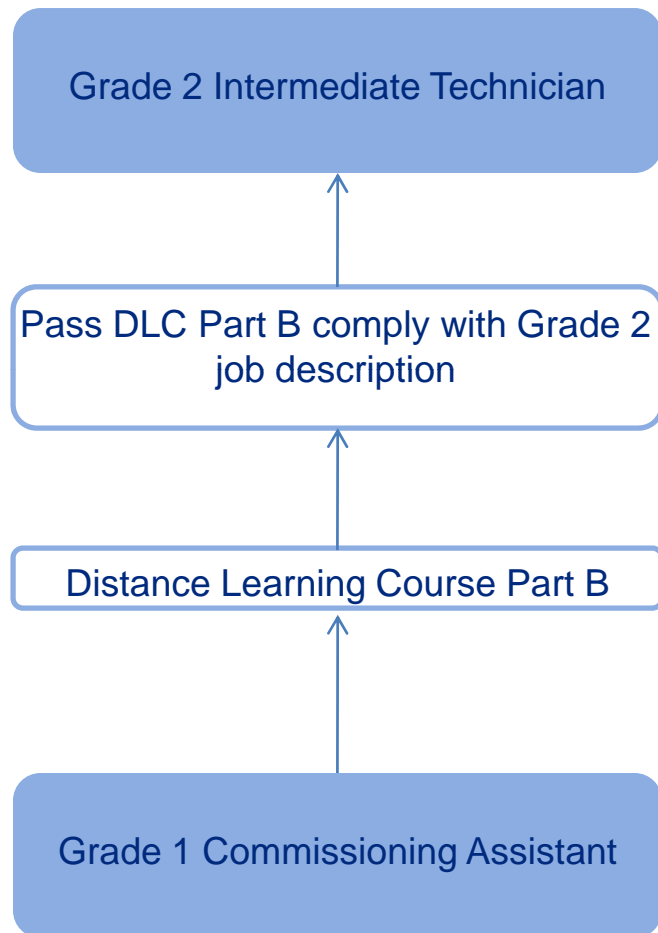 Grade 2 Intermediate Technician
Pass DLC Part B comply with Grade 2
job description
Distance Learning Course Part B
Grade 1 Commissioning Assistant